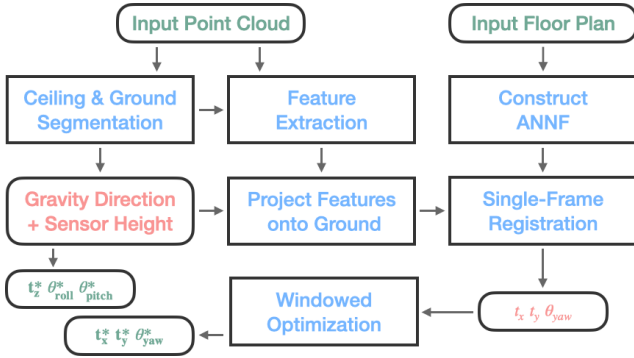 Input Point Cloud
Input Floor Plan
Ceiling & Ground
Segmentation
Feature
Extraction
Construct
ANNF
Gravity Direction
+ Sensor Height
Project Features
onto Ground
Single-Frame
Registration
t*z θ*roll θ*pitch
Windowed
Optimization
tx ty θyaw
t*x t*y θ*yaw